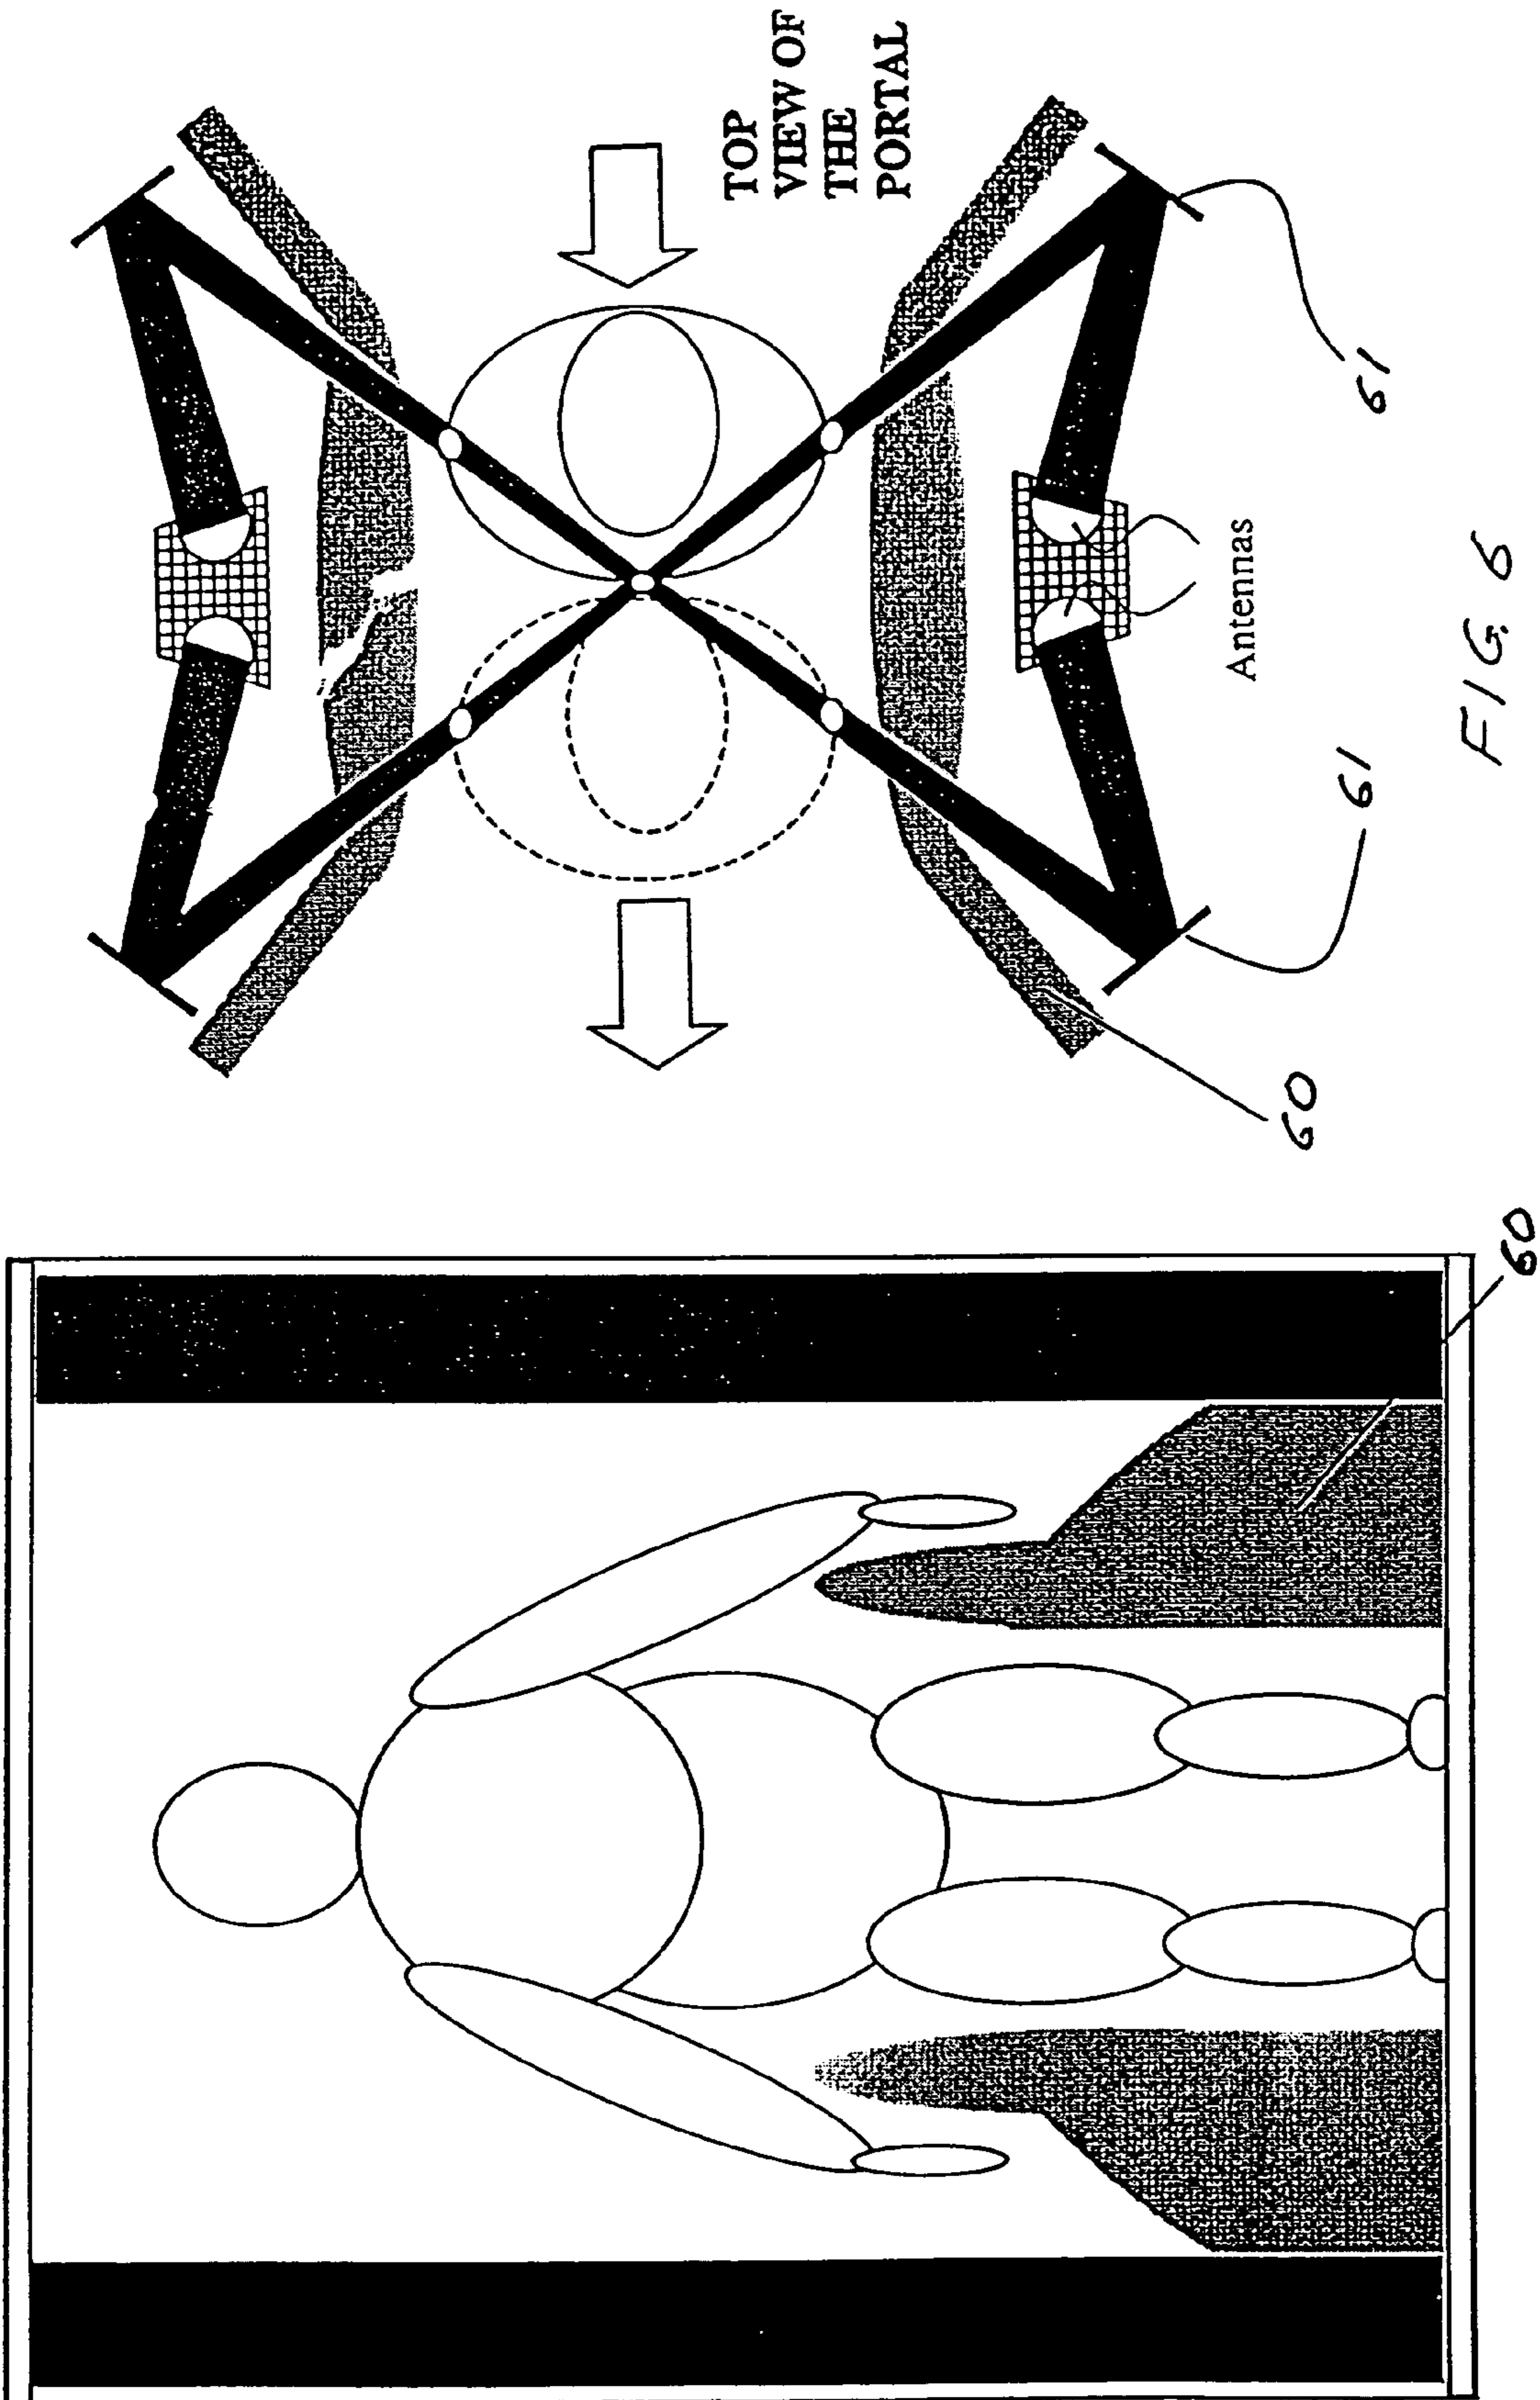 TOP
VIEW OF
THE
PORTAL
Antennas
61
61
60
60
FIG. 6